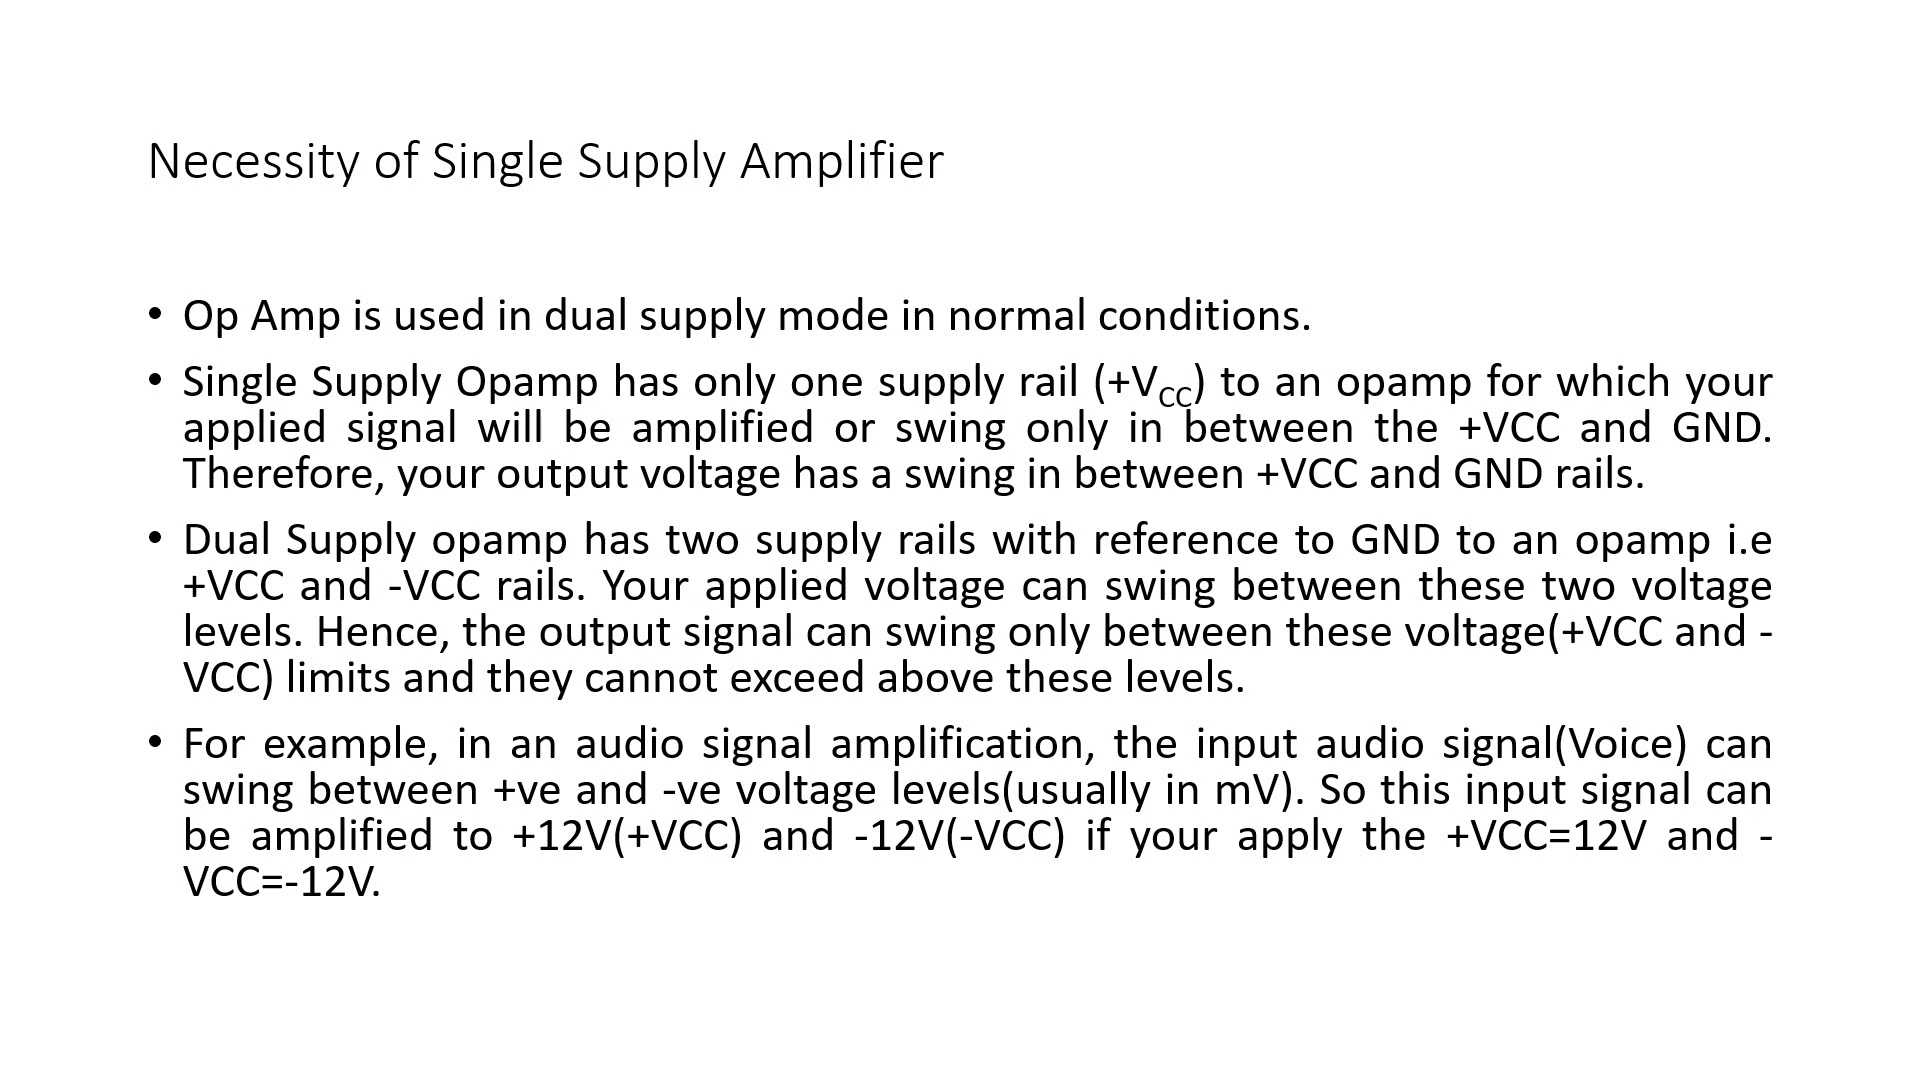 Necessity of Single Supply Amplifier
• Op Amp is used in dual supply mode in normal conditions.
• Single Supply Opamp has only one supply rail (+VCC) to an opamp for which your
applied signal will be amplified or swing only in between the +VCC and GND.
Therefore, your output voltage has a swing in between +VCC and GND rails.
• Dual Supply opamp has two supply rails with reference to GND to an opamp i.e
+VCC and -VCC rails. Your applied voltage can swing between these two voltage
levels. Hence, the output signal can swing only between these voltage(+VCC and -
VCC) limits and they cannot exceed above these levels.
• For example, in an audio signal amplification, the input audio signal(Voice) can
swing between +ve and -ve voltage levels(usually in mV). So this input signal can
be amplified to +12V(+VCC) and -12V(-VCC) if your apply the +VCC=12V and -
VCC=-12V.